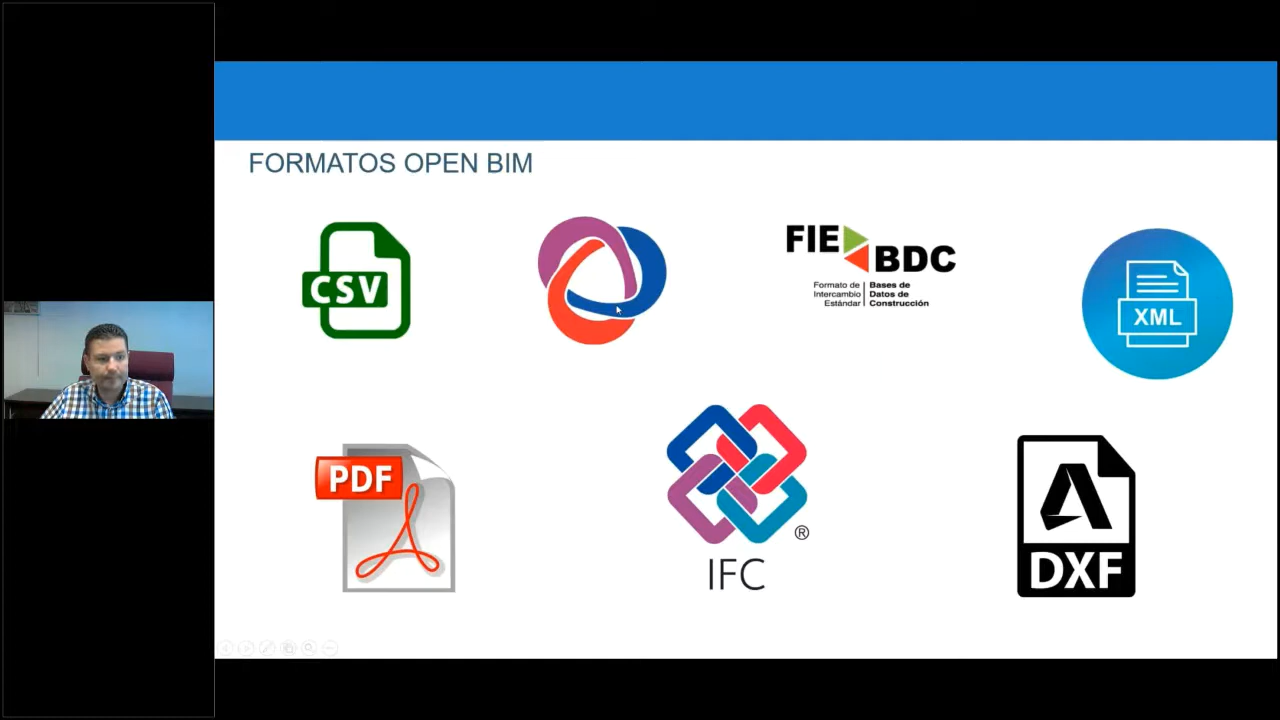 FORMATOS OPEN BIM
CSV
FIE BDC
Formato de Intercambio Estándar
Bases de Datos de Construcción
XML
PDF
IFC
®
DXF